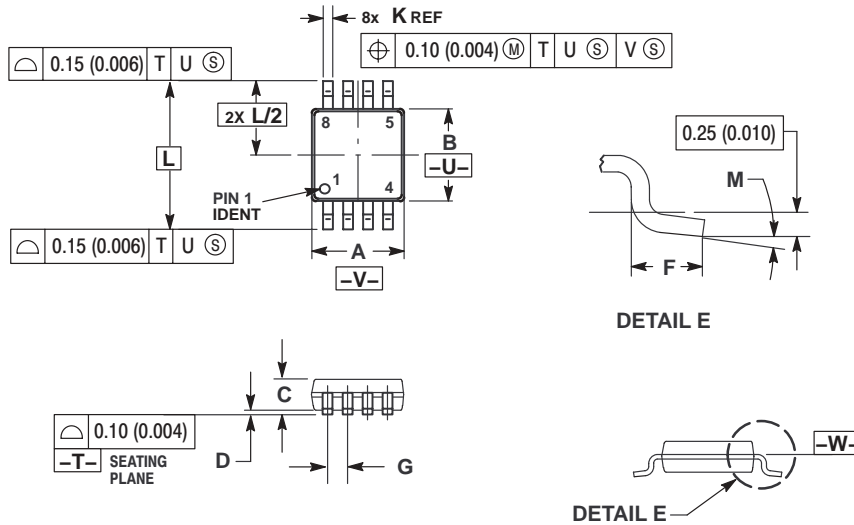 8x K REF
⌖ 0.10 (0.004) Ⓜ T U Ⓢ V Ⓢ
⌓ 0.15 (0.006) T U Ⓢ
2X L/2
8 5
B
–U–
L
PIN 1
IDENT
1
4
⌓ 0.15 (0.006) T U Ⓢ
A
–V–
0.25 (0.010)
M
F
DETAIL E
C
⌓ 0.10 (0.004)
–T– SEATING
PLANE
D
G
–W–
DETAIL E